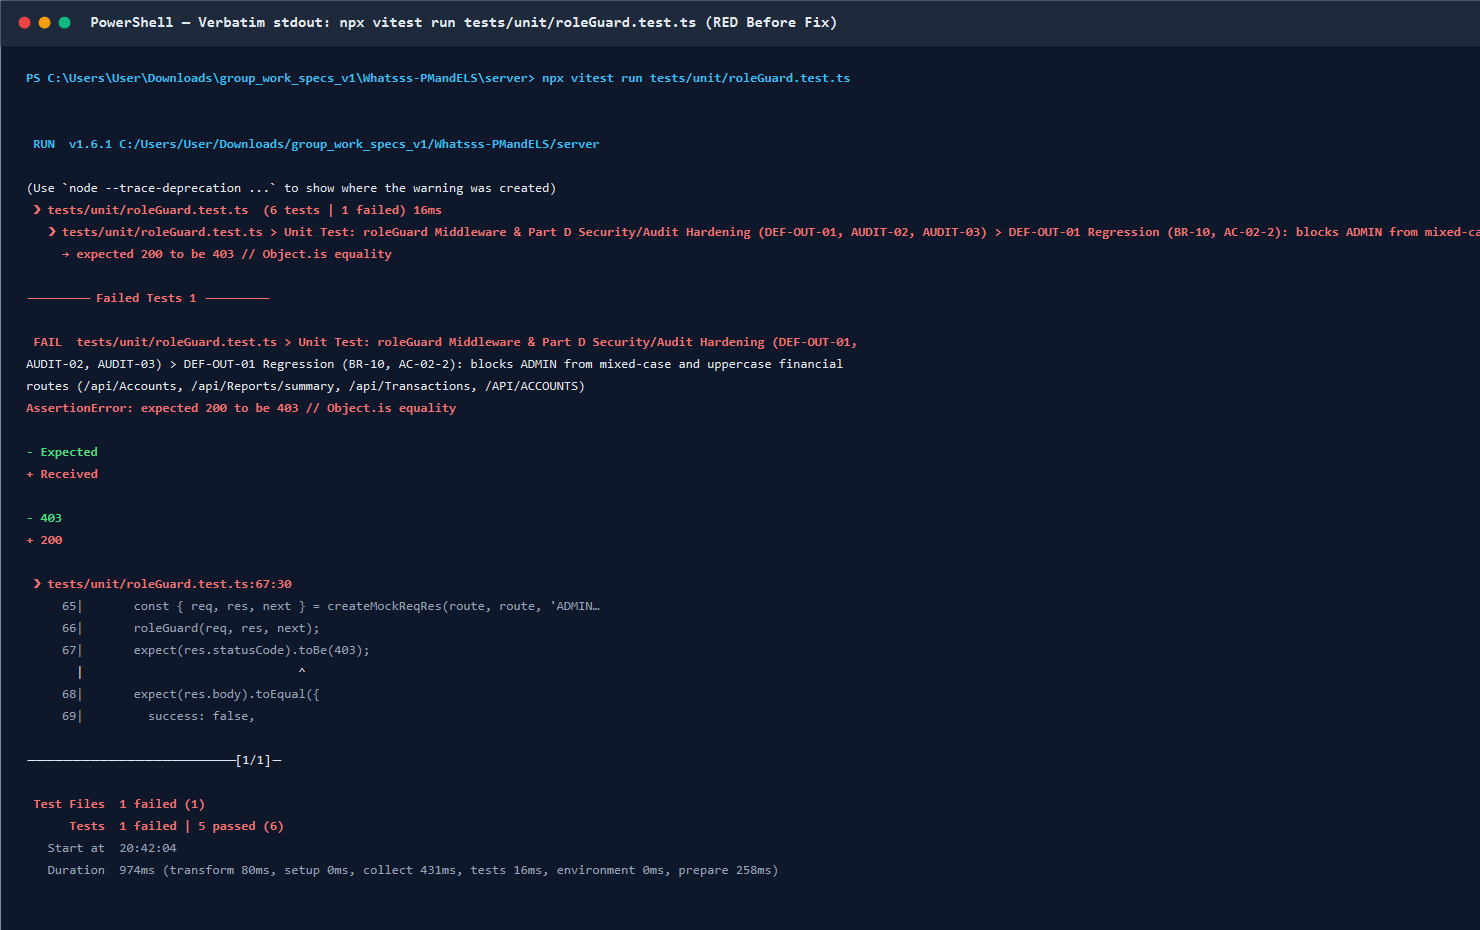 PowerShell — Verbatim stdout: npx vitest run tests/unit/roleGuard.test.ts (RED Before Fix)
PS C:\Users\User\Downloads\group_work_specs_v1\Whatsss-PMandELS\server> npx vitest run tests/unit/roleGuard.test.ts
RUN  v1.6.1 C:/Users/User/Downloads/group_work_specs_v1/Whatsss-PMandELS/server
(Use `node --trace-deprecation ...` to show where the warning was created)
❯ tests/unit/roleGuard.test.ts  (6 tests | 1 failed) 16ms
❯ tests/unit/roleGuard.test.ts > Unit Test: roleGuard Middleware & Part D Security/Audit Hardening (DEF-OUT-01, AUDIT-02, AUDIT-03) > DEF-OUT-01 Regression (BR-10, AC-02-2): blocks ADMIN from mixed-ca
→ expected 200 to be 403 // Object.is equality
————————— Failed Tests 1 —————————
FAIL  tests/unit/roleGuard.test.ts > Unit Test: roleGuard Middleware & Part D Security/Audit Hardening (DEF-OUT-01,
AUDIT-02, AUDIT-03) > DEF-OUT-01 Regression (BR-10, AC-02-2): blocks ADMIN from mixed-case and uppercase financial
routes (/api/Accounts, /api/Reports/summary, /api/Transactions, /API/ACCOUNTS)
AssertionError: expected 200 to be 403 // Object.is equality
- Expected
+ Received
- 403
+ 200
❯ tests/unit/roleGuard.test.ts:67:30
65|       const { req, res, next } = createMockReqRes(route, route, 'ADMIN…
66|       roleGuard(req, res, next);
67|       expect(res.statusCode).toBe(403);
|                              ^
68|       expect(res.body).toEqual({
69|         success: false,
—————————————————————————————[1/1]—
Test Files  1 failed (1)
Tests  1 failed | 5 passed (6)
Start at  20:42:04
Duration  974ms (transform 80ms, setup 0ms, collect 431ms, tests 16ms, environment 0ms, prepare 258ms)